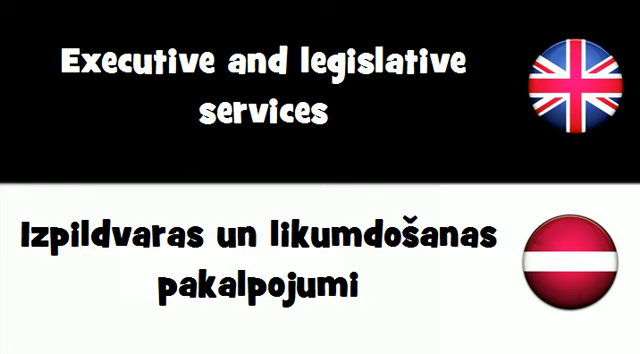 Executive and legislative
services
Izpildvaras un likumdošanas
pakalpojumi